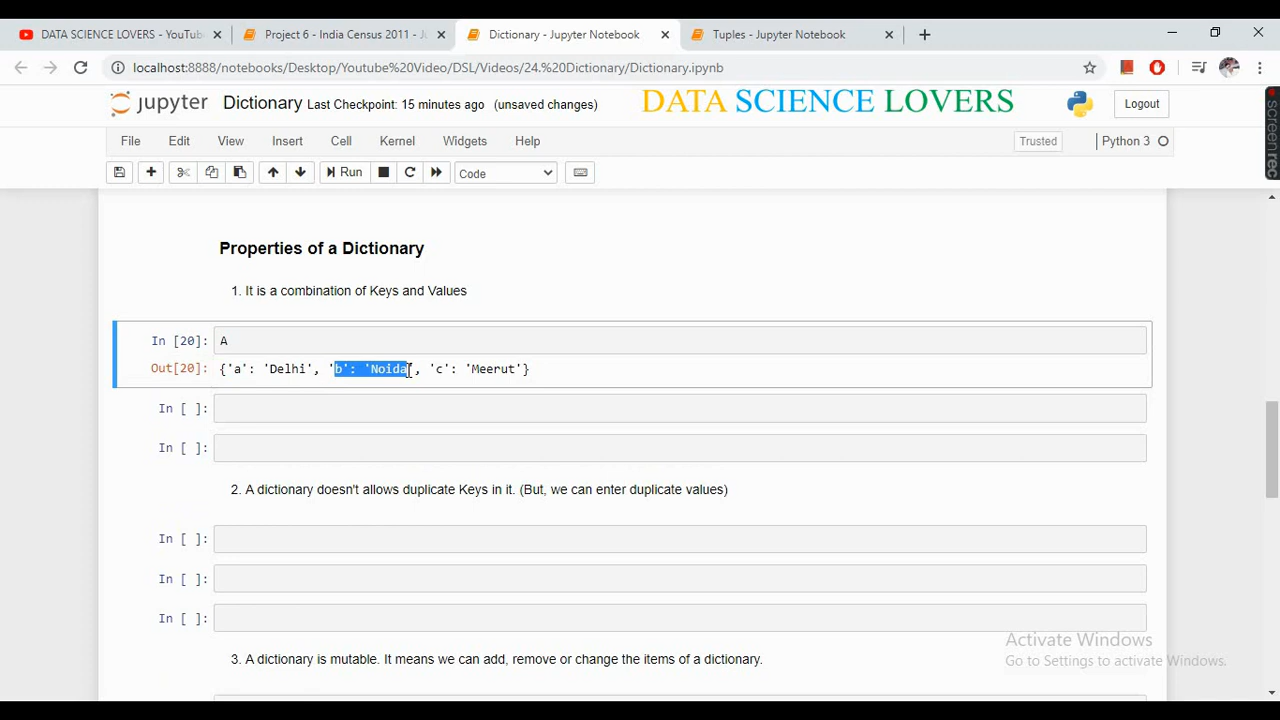 DATA SCIENCE LOVERS - YouTub
Project 6 - India Census 2011 - J
Dictionary - Jupyter Notebook
Tuples - Jupyter Notebook
localhost:8888/notebooks/Desktop/Youtube%20Video/DSL/Videos/24.%20Dictionary/Dictionary.ipynb
jupyter Dictionary Last Checkpoint: 15 minutes ago (unsaved changes) DATA SCIENCE LOVERS Logout
File Edit View Insert Cell Kernel Widgets Help Trusted Python 3
Run Code
screenrec
Properties of a Dictionary
1. It is a combination of Keys and Values
In [20]: A
Out[20]: {'a': 'Delhi', 'b': 'Noida', 'c': 'Meerut'}
In [ ]:
In [ ]:
2. A dictionary doesn't allows duplicate Keys in it. (But, we can enter duplicate values)
In [ ]:
In [ ]:
In [ ]:
3. A dictionary is mutable. It means we can add, remove or change the items of a dictionary.
Activate Windows
Go to Settings to activate Windows.